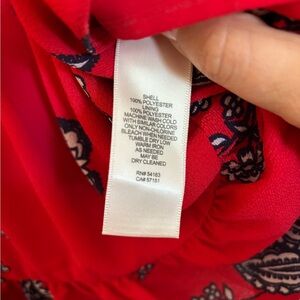 SHELL
100% POLYESTER
LINING
100% POLYESTER
MACHINE WASH COLD
WITH SIMILAR COLORS
ONLY NON-CHLORINE
BLEACH WHEN NEEDED
TUMBLE DRY LOW
WARM IRON
AS NEEDED
MAY BE
DRY CLEANED
RN# 54163
CA# 57151